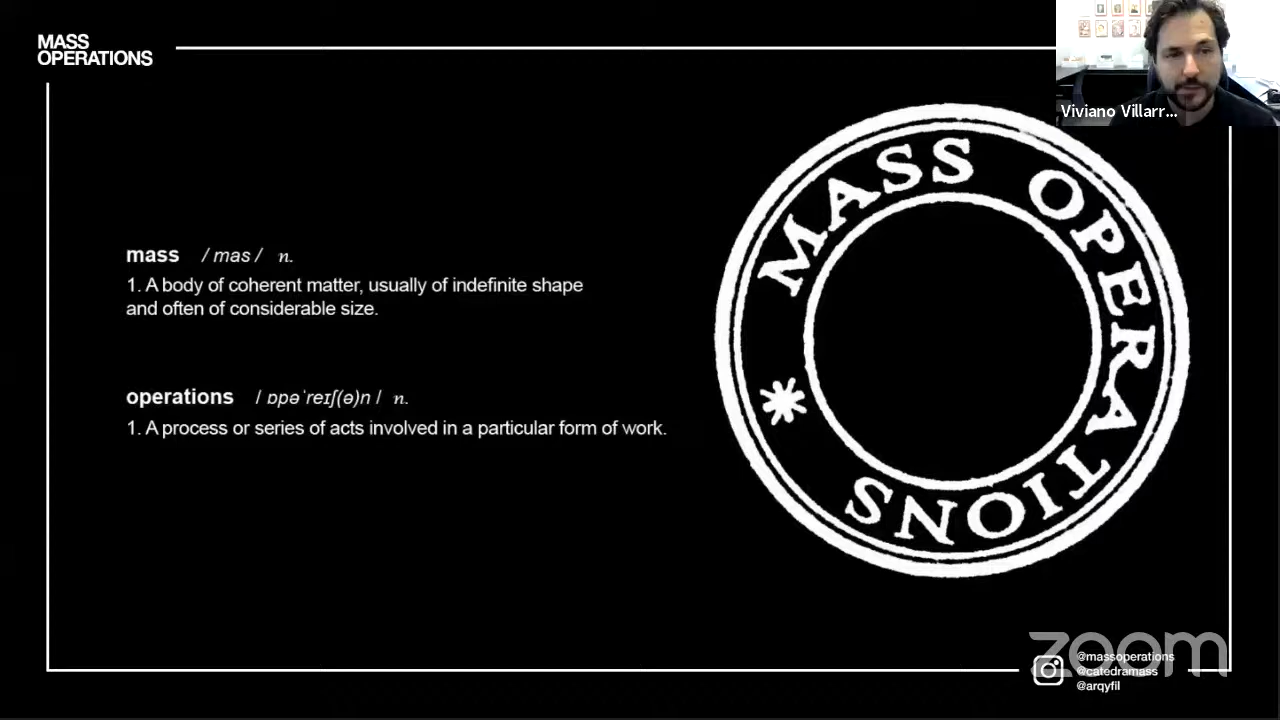 MASS
OPERATIONS
Viviano Villarr...
mass / mas / n.
1. A body of coherent matter, usually of indefinite shape
and often of considerable size.
operations / ɒpəˈreɪʃ(ə)n / n.
1. A process or series of acts involved in a particular form of work.
MASS OPERATIONS *
zoom
@massoperations
@catedramass
@arqyfil